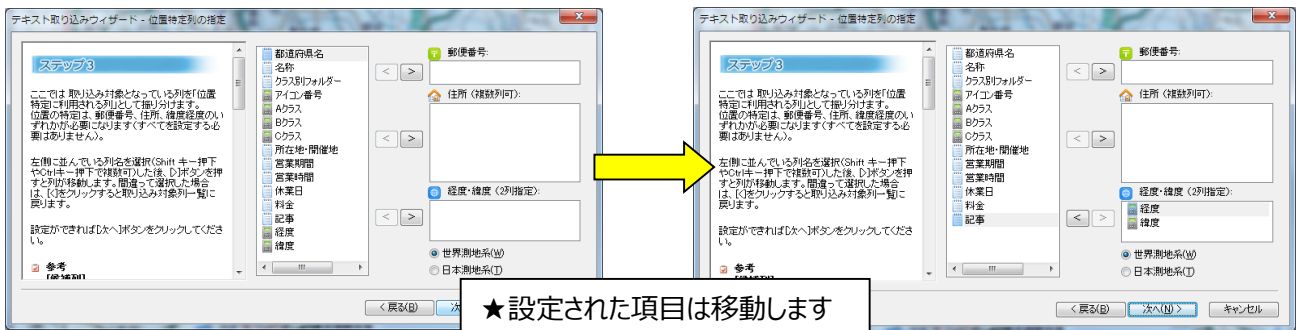 テキスト取り込みウィザード - 位置特定列の指定
ステップ3
ここでは 取り込み対象となっている列を「位置
特定に利用される列」として振り分けます。
位置の特定は、郵便番号、住所、緯度経度のい
ずれかが必要になります(すべてを設定する必
要はありません)。
左側に並んでいる列名を選択(Shift キー押下
やCtrlキー押下で複数可)した後、[>]ボタンを押
すと列が移動します。間違って選択した場合
は、[<]をクリックすると取り込み対象列一覧に
戻ります。
設定ができれば[次へ]ボタンをクリックしてくださ
い。
参考
[候補列]
都道府県名
名称
クラス別フォルダー
アイコン番号
Aクラス
Bクラス
Cクラス
所在地・開催地
営業期間
営業時間
休業日
料金
記事
経度
緯度
< >
< >
< >
郵便番号:
住所 (複数列可):
経度・緯度 (2列指定):
世界測地系(W)
日本測地系(T)
< 戻る(B)
次
テキスト取り込みウィザード - 位置特定列の指定
ステップ3
ここでは 取り込み対象となっている列を「位置
特定に利用される列」として振り分けます。
位置の特定は、郵便番号、住所、緯度経度のい
ずれかが必要になります(すべてを設定する必
要はありません)。
左側に並んでいる列名を選択(Shift キー押下
やCtrlキー押下で複数可)した後、[>]ボタンを押
すと列が移動します。間違って選択した場合
は、[<]をクリックすると取り込み対象列一覧に
戻ります。
設定ができれば[次へ]ボタンをクリックしてくださ
い。
参考
都道府県名
名称
クラス別フォルダー
アイコン番号
Aクラス
Bクラス
Cクラス
所在地・開催地
営業期間
営業時間
休業日
料金
記事
< >
< >
< >
郵便番号:
住所 (複数列可):
経度・緯度 (2列指定):
経度
緯度
世界測地系(W)
日本測地系(T)
< 戻る(B)
次へ(N) >
キャンセル
★設定された項目は移動します